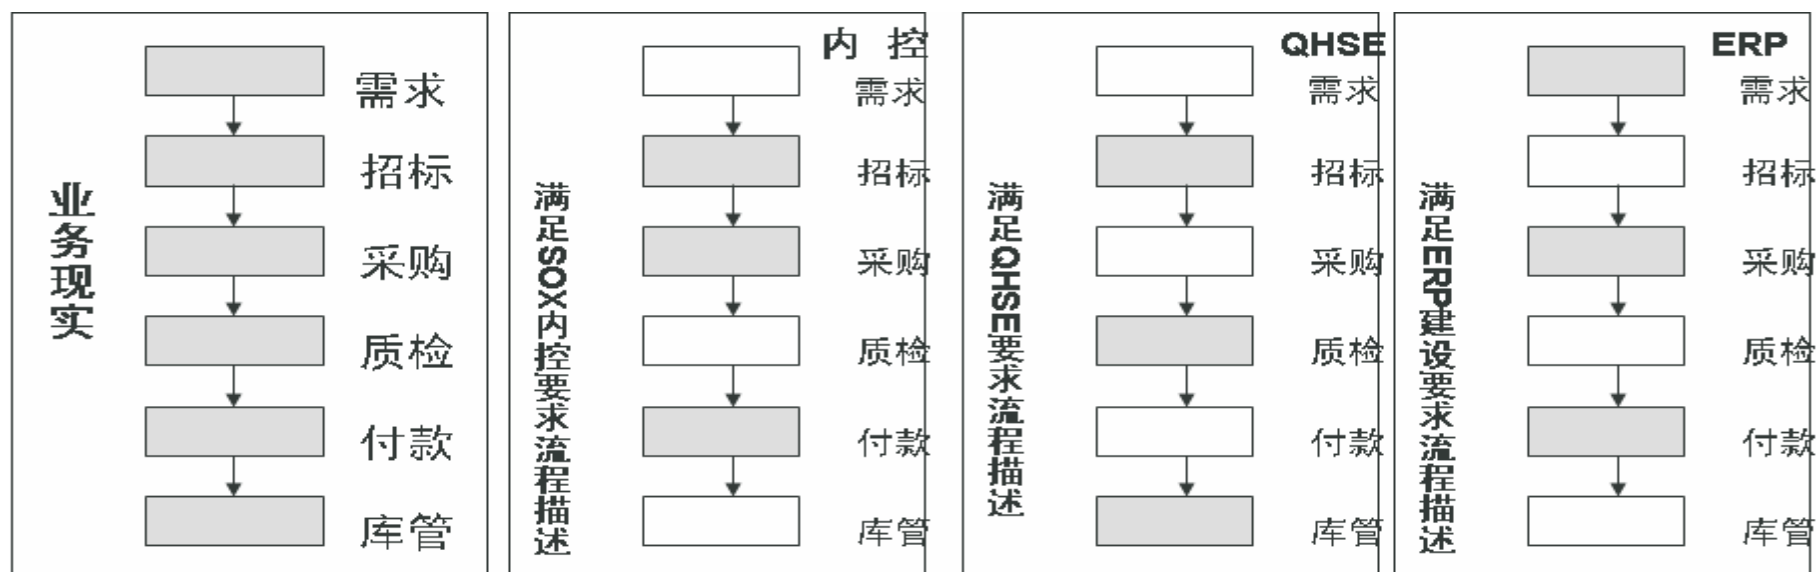 业务现实
需求
招标
采购
质检
付款
库管
内 控
满足SOX内控要求流程描述
需求
招标
采购
质检
付款
库管
QHSE
满足QHSE要求流程描述
需求
招标
采购
质检
付款
库管
ERP
满足ERP建设要求流程描述
需求
招标
采购
质检
付款
库管